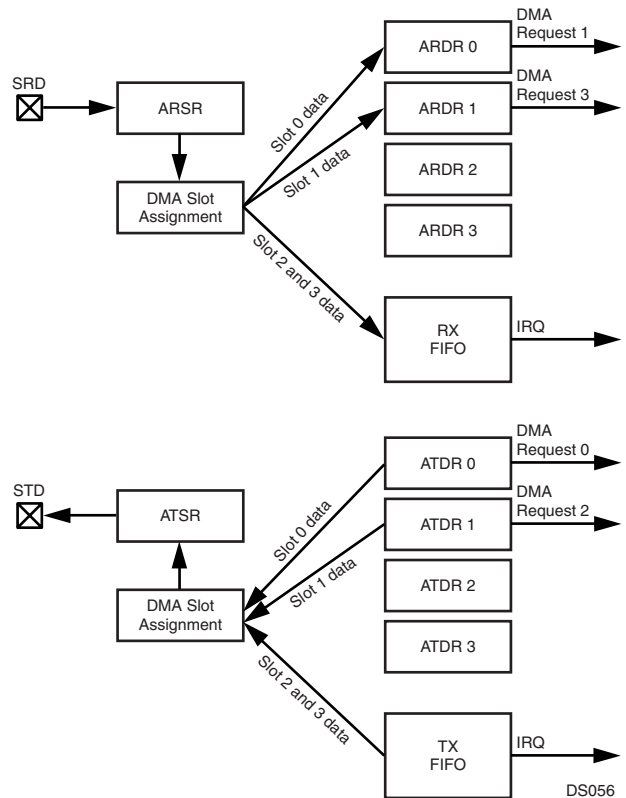 DMA
Request 1
ARDR 0
SRD
DMA
Request 3
ARSR
ARDR 1
Slot 0 data
Slot 1 data
ARDR 2
DMA Slot
Assignment
ARDR 3
Slot 2 and 3 data
RX
FIFO
IRQ
DMA
Request 0
ATDR 0
STD
DMA
Request 2
ATSR
ATDR 1
Slot 0 data
Slot 1 data
ATDR 2
DMA Slot
Assignment
ATDR 3
Slot 2 and 3 data
TX
FIFO
IRQ
DS056